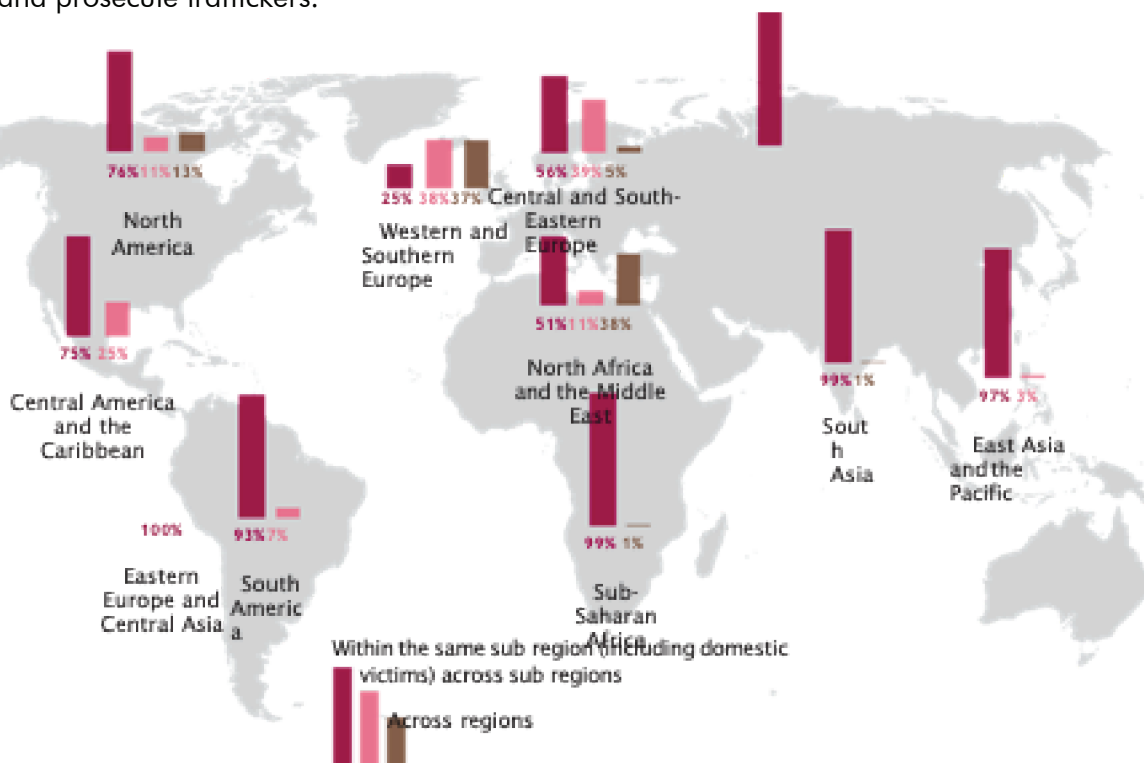 and prosecute traffickers.
76% 11% 13%
North
America
25% 38% 37%
Western and
Southern
Europe
56% 39% 5%
Central and South-
Eastern
Europe
75% 25%
Central America
and the
Caribbean
51% 11% 38%
North Africa
and the Middle
East
99% 1%
Sout
h
Asia
97% 3%
East Asia
and the
Pacific
100%
Eastern
Europe and
Central Asia
93% 7%
South
Americ
a
99% 1%
Sub-
Saharan
Africa
Within the same sub region (including domestic
victims) across sub regions
Across regions